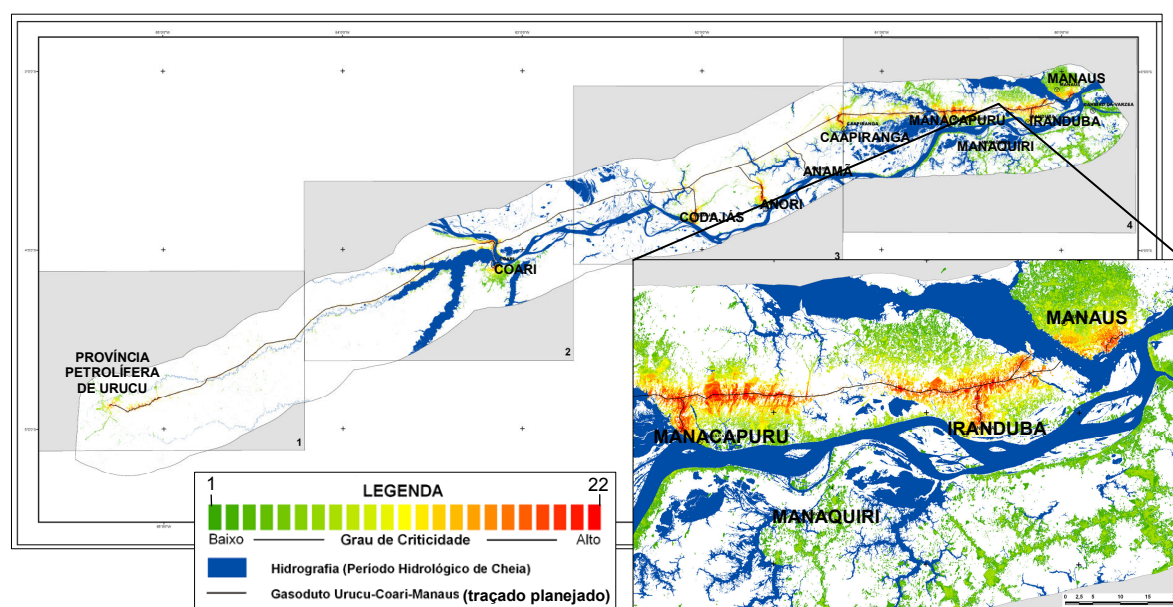 MANAUS
CAAPIRANGA
MANACAPURU
IRANDUBA
CAAPIRANGA
MANAQUIRI
ANAMÃ
ANORI
CODAJÁS
COARI
4
3
2
1
PROVÍNCIA
PETROLÍFERA
DE URUCU
MANAUS
MANACAPURU
IRANDUBA
MANAQUIRI
0 2,5 5 10 15
1 LEGENDA 22
Baixo Grau de Criticidade Alto
Hidrografia (Período Hidrológico de Cheia)
Gasoduto Urucu-Coari-Manaus (traçado planejado)